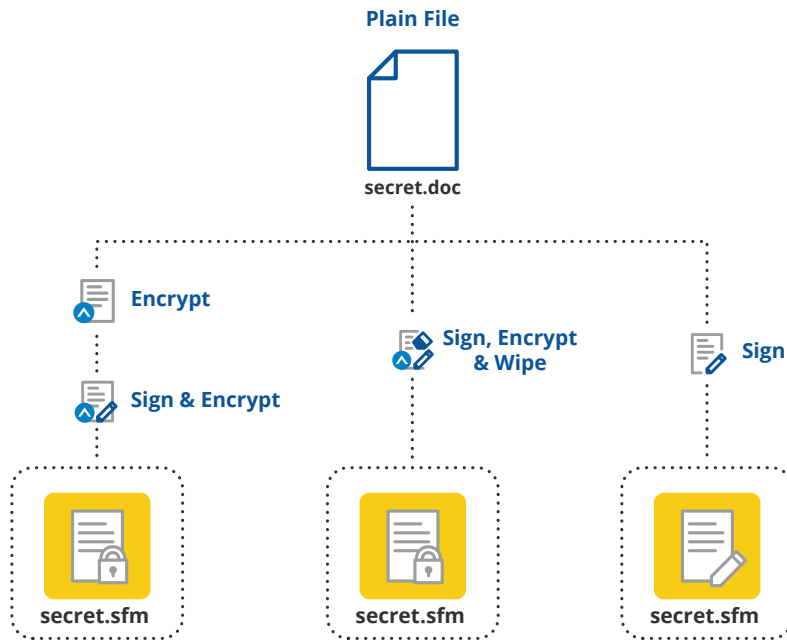 Plain File
secret.doc
Encrypt
Sign, Encrypt
& Wipe
Sign
Sign & Encrypt
secret.sfm
secret.sfm
secret.sfm